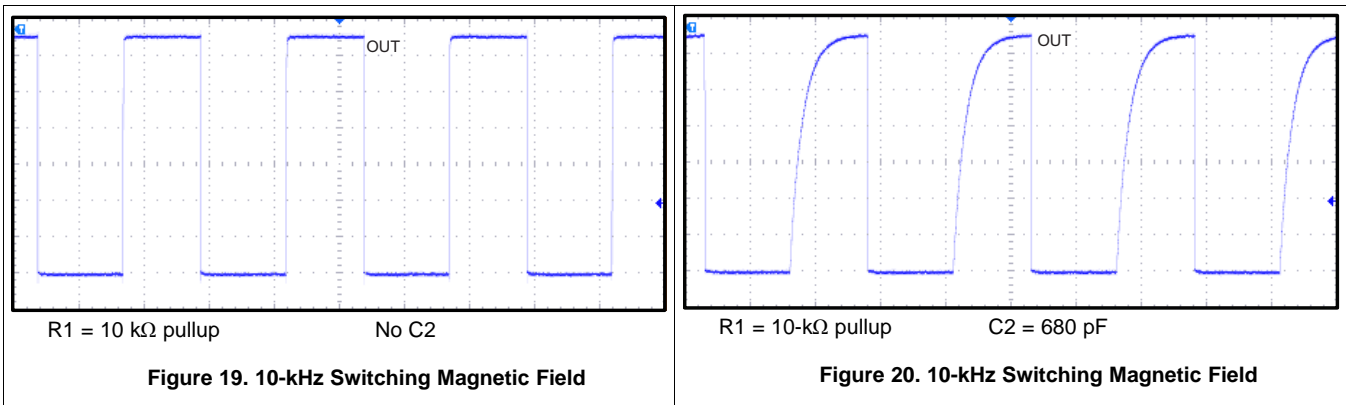 OUT
R1 = 10 kΩ pullup No C2
Figure 19. 10-kHz Switching Magnetic Field
OUT
R1 = 10-kΩ pullup C2 = 680 pF
Figure 20. 10-kHz Switching Magnetic Field